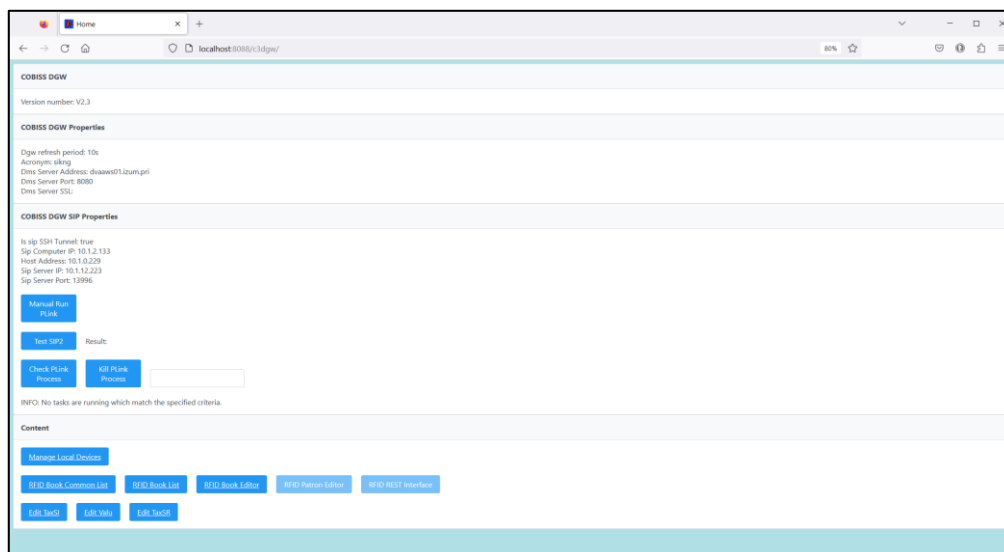 Home
localhost:8088/c3dgw/
80%
COBISS DGW
Version number: V2.3
COBISS DGW Properties
Dgw refresh period: 10s
Acronym: sikng
Dms Server Address: dvaaws01.izum.pri
Dms Server Port: 8080
Dms Server SSL:
COBISS DGW SIP Properties
Is sip SSH Tunnel: true
Sip Computer IP: 10.1.2.133
Host Address: 10.1.0.229
Sip Server IP: 10.1.12.223
Sip Server Port: 13996
Manual Run
PLink
Test SIP2 Result:
Check PLink
Process
Kill PLink
Process
INFO: No tasks are running which match the specified criteria.
Content
Manage Local Devices
RFID Book Common List RFID Book List RFID Book Editor RFID Patron Editor RFID REST Interface
Edit TaxSI Edit Valu Edit TaxSR